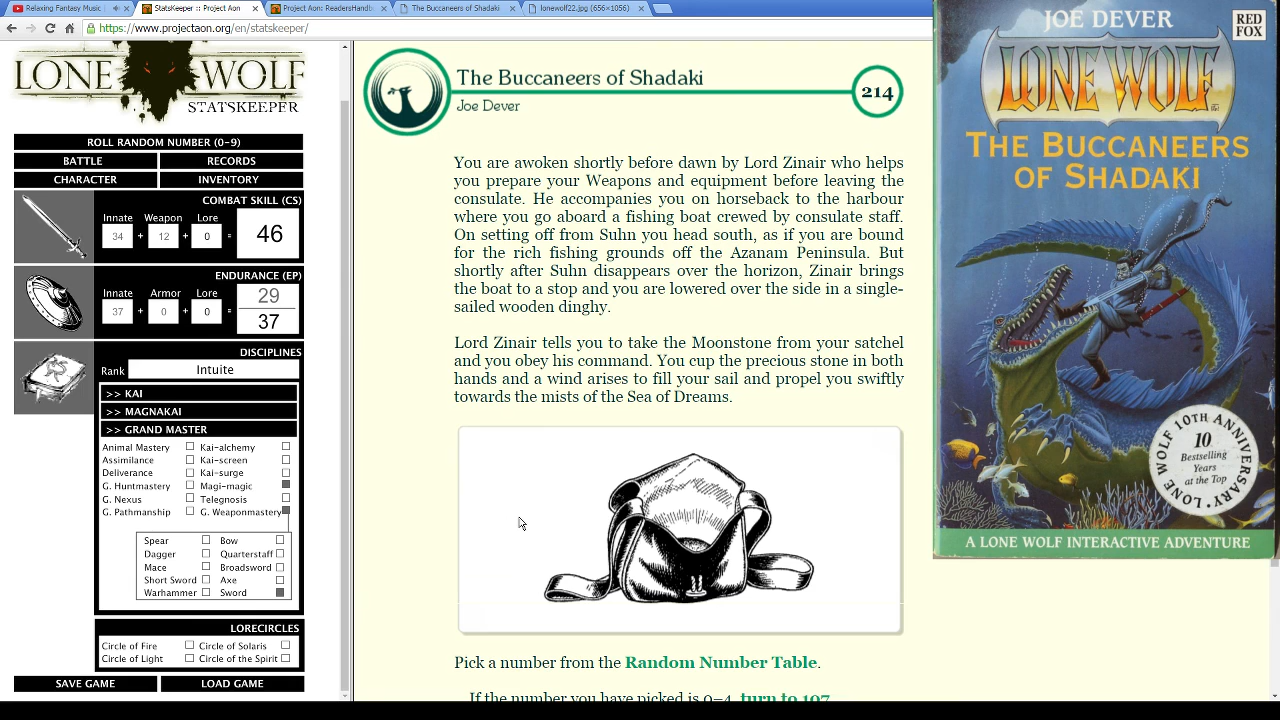 Relaxing Fantasy Music
StatsKeeper :: Project Aon
Project Aon: ReadersHandb
The Buccaneers of Shadaki
lonewolf22.jpg (656×1056)
https://www.projectaon.org/en/statskeeper/
LONE WOLF
STATSKEEPER
ROLL RANDOM NUMBER (0-9)
BATTLE RECORDS
CHARACTER INVENTORY
COMBAT SKILL (CS)
Innate Weapon Lore
34 + 12 + 0 = 46
ENDURANCE (EP)
Innate Armor Lore
37 + 0 + 0 = 29
37
DISCIPLINES
Rank Intuite
>> KAI
>> MAGNAKAI
>> GRAND MASTER
Animal Mastery Kai-alchemy
Assimilance Kai-screen
Deliverance Kai-surge
G. Huntmastery Magi-magic
G. Nexus Telegnosis
G. Pathmanship G. Weaponmastery
Spear Bow
Dagger Quarterstaff
Mace Broadsword
Short Sword Axe
Warhammer Sword
LORECIRCLES
Circle of Fire Circle of Solaris
Circle of Light Circle of the Spirit
SAVE GAME LOAD GAME
The Buccaneers of Shadaki
Joe Dever
214
You are awoken shortly before dawn by Lord Zinair who helps
you prepare your Weapons and equipment before leaving the
consulate. He accompanies you on horseback to the harbour
where you go aboard a fishing boat crewed by consulate staff.
On setting off from Suhn you head south, as if you are bound
for the rich fishing grounds off the Azanam Peninsula. But
shortly after Suhn disappears over the horizon, Zinair brings
the boat to a stop and you are lowered over the side in a single-
sailed wooden dinghy.
Lord Zinair tells you to take the Moonstone from your satchel
and you obey his command. You cup the precious stone in both
hands and a wind arises to fill your sail and propel you swiftly
towards the mists of the Sea of Dreams.
Pick a number from the Random Number Table.
If the number you have picked is 0–4, turn to 107.
JOE DEVER
RED
FOX
LONE WOLF
THE BUCCANEERS
OF SHADAKI
LONE WOLF 10TH ANNIVERSARY
10
Bestselling
Years
at the Top
A LONE WOLF INTERACTIVE ADVENTURE